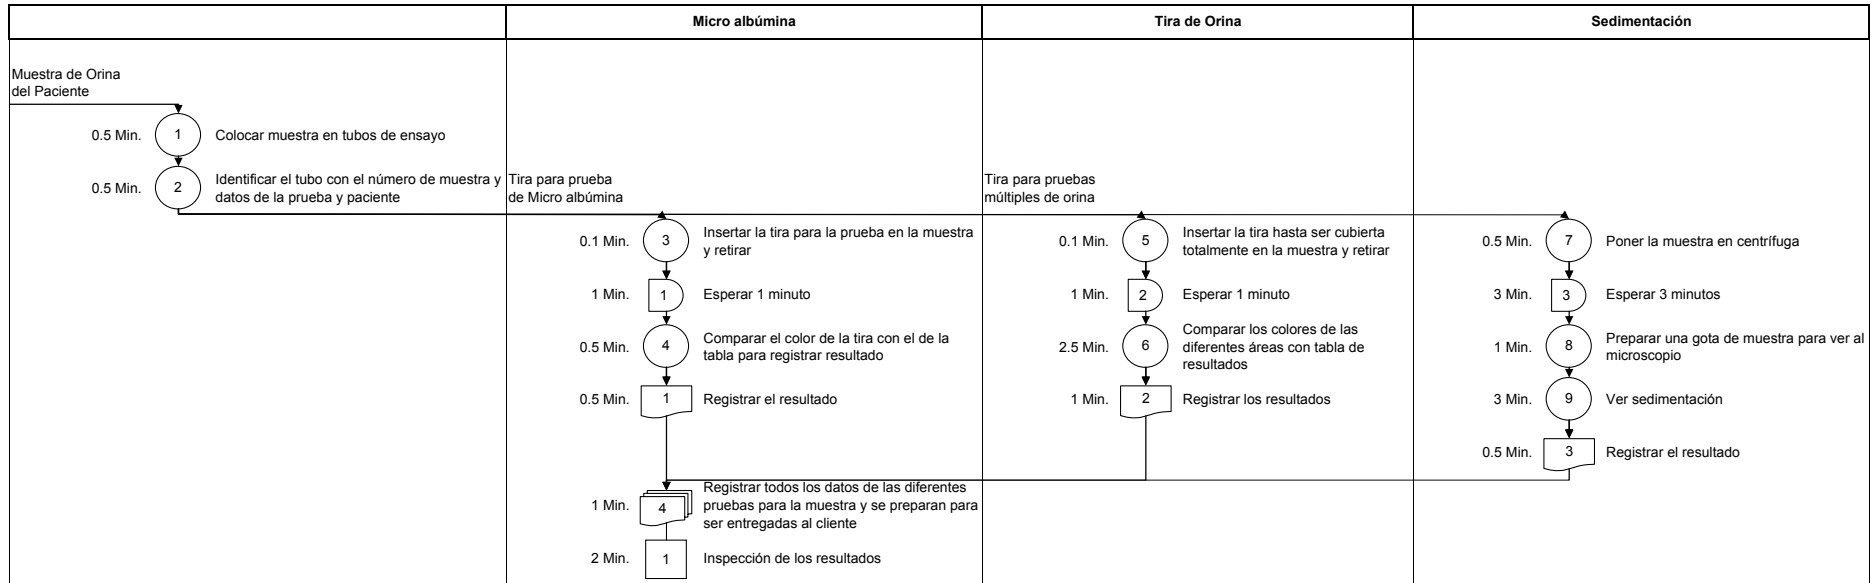 Micro albúmina
Tira de Orina
Sedimentación
Muestra de Orina
del Paciente
0.5 Min.
1
Colocar muestra en tubos de ensayo
0.5 Min.
2
Identificar el tubo con el número de muestra y
datos de la prueba y paciente
Tira para prueba
de Micro albúmina
0.1 Min.
3
Insertar la tira para la prueba en la muestra
y retirar
1 Min.
1
Esperar 1 minuto
0.5 Min.
4
Comparar el color de la tira con el de la
tabla para registrar resultado
0.5 Min.
1
Registrar el resultado
Tira para pruebas
múltiples de orina
0.1 Min.
5
Insertar la tira hasta ser cubierta
totalmente en la muestra y retirar
1 Min.
2
Esperar 1 minuto
2.5 Min.
6
Comparar los colores de las
diferentes áreas con tabla de
resultados
1 Min.
2
Registrar los resultados
0.5 Min.
7
Poner la muestra en centrífuga
3 Min.
3
Esperar 3 minutos
1 Min.
8
Preparar una gota de muestra para ver al
microscopio
3 Min.
9
Ver sedimentación
0.5 Min.
3
Registrar el resultado
1 Min.
4
Registrar todos los datos de las diferentes
pruebas para la muestra y se preparan para
ser entregadas al cliente
2 Min.
1
Inspección de los resultados